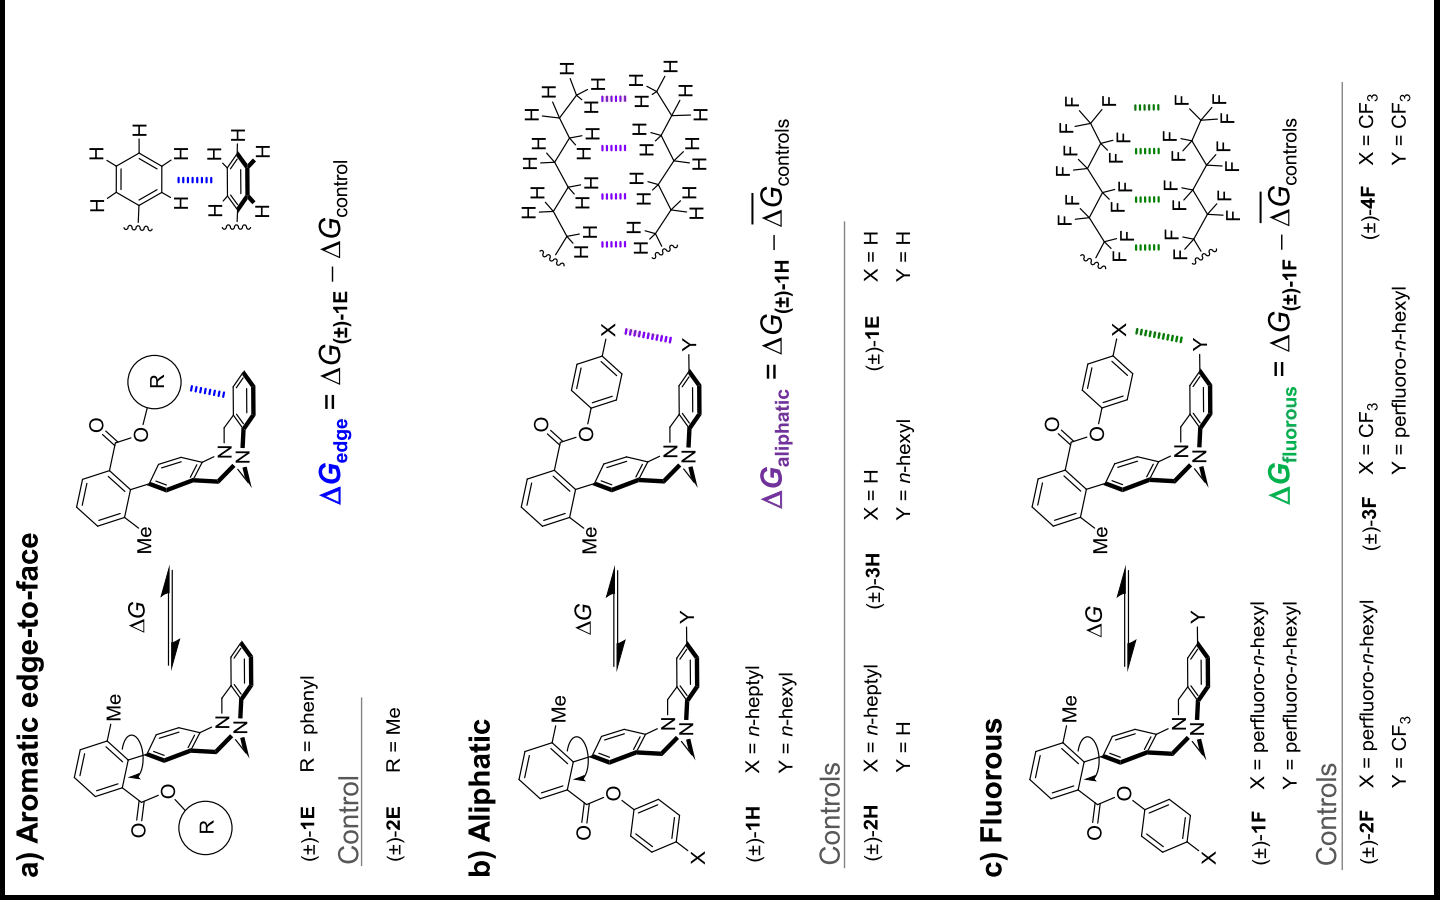 a) Aromatic edge-to-face
Me
O
O
R
N
N
ΔG
O
O
R
Me
N
N
H
H
H
H
H
H
H
H
H
H
(±)-1E R = phenyl
Control
(±)-2E R = Me
ΔGedge = ΔG(±)-1E − ΔGcontrol
b) Aliphatic
Me
O
O
X
N
N
Y
ΔG
O
O
X
Me
N
N
Y
H H H H H H H H H H H H H
H H H H H H H H H H H H H
(±)-1H X = n-heptyl
Y = n-hexyl
ΔGaliphatic = ΔG(±)-1H − ΔGcontrols
Controls
(±)-2H X = n-heptyl
Y = H
(±)-3H X = H
Y = n-hexyl
(±)-1E X = H
Y = H
c) Fluorous
Me
O
O
X
N
N
Y
ΔG
O
O
X
Me
N
N
Y
F F F F F F F F F F F F F
F F F F F F F F F F F F F
(±)-1F X = perfluoro-n-hexyl
Y = perfluoro-n-hexyl
ΔGfluorous = ΔG(±)-1F − ΔGcontrols
Controls
(±)-2F X = perfluoro-n-hexyl
Y = CF3
(±)-3F X = CF3
Y = perfluoro-n-hexyl
(±)-4F X = CF3
Y = CF3